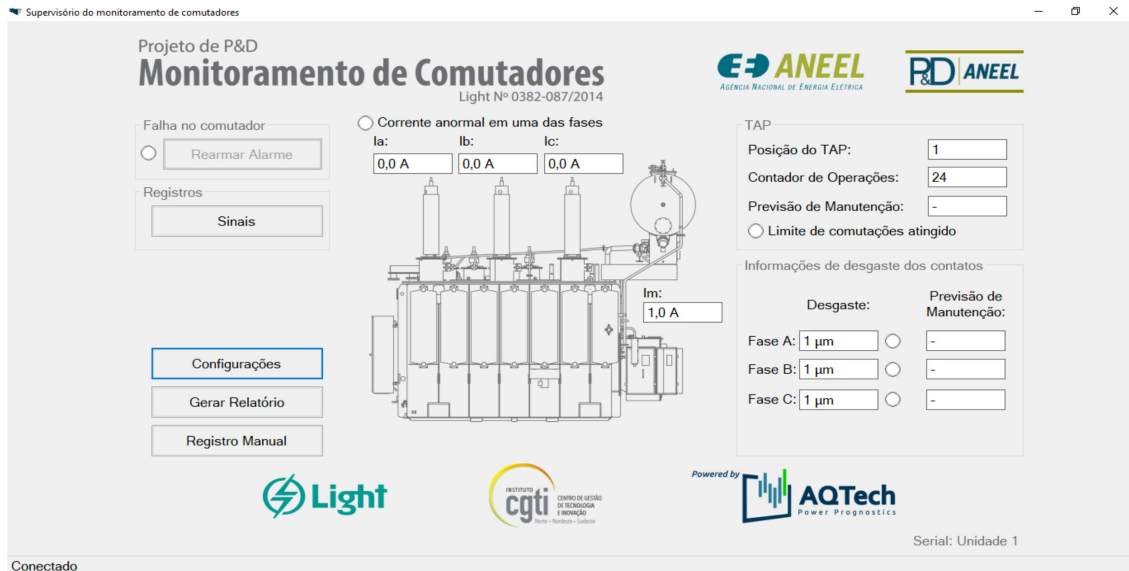 Supervisório do monitoramento de comutadores
Projeto de P&D
Monitoramento de Comutadores
Light Nº 0382-087/2014
ANEEL
AGÊNCIA NACIONAL DE ENERGIA ELÉTRICA
P&D ANEEL
Falha no comutador
Rearmar Alarme
Registros
Sinais
Corrente anormal em uma das fases
Ia: Ib: Ic:
0,0 A 0,0 A 0,0 A
Im:
1,0 A
TAP
Posição do TAP: 1
Contador de Operações: 24
Previsão de Manutenção: -
Limite de comutações atingido
Informações de desgaste dos contatos
Desgaste: Previsão de
Manutenção:
Fase A: 1 µm -
Fase B: 1 µm -
Fase C: 1 µm -
Configurações
Gerar Relatório
Registro Manual
Light
INSTITUTO
cgti
CENTRO DE GESTÃO
DE TECNOLOGIA
E INOVAÇÃO
Norte - Nordeste - Sudeste
Powered by
AQTech
Power Prognostics
Serial: Unidade 1
Conectado